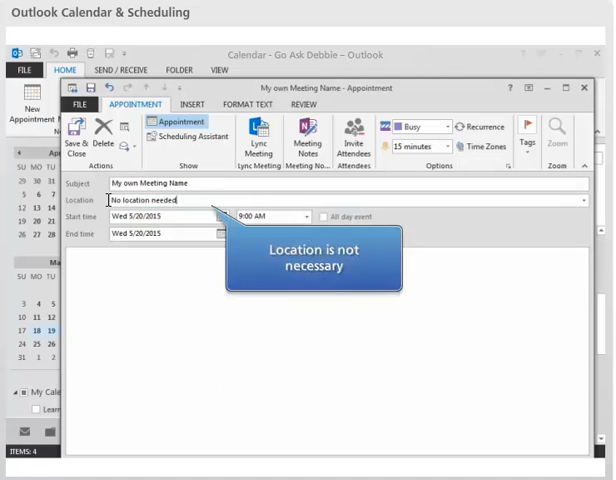 Outlook Calendar & Scheduling
Calendar - Go Ask Debbie – Outlook
FILE HOME SEND / RECEIVE FOLDER VIEW
New
Appointment
My own Meeting Name - Appointment
?
FILE APPOINTMENT INSERT FORMAT TEXT REVIEW
Save &
Close
Delete
Actions
Appointment
Scheduling Assistant
Show
Lync
Meeting
Lync Meeting
Meeting
Notes
Meeting No...
Invite
Attendees
Attendees
Busy
15 minutes
Recurrence
Time Zones
Options
Tags
Zoom
Zoom
Subject My own Meeting Name
Location No location needed
Start time Wed 5/20/2015 9:00 AM All day event
End time Wed 5/20/2015
Location is not
necessary
SU MO TU
29 30 31
5 6 7
12 13 14
19 20 21
26 27 28
SU MO TU
3 4 5
10 11 12
17 18 19
24 25 26
31 1 2
My Cale
Learn
ITEMS: 4